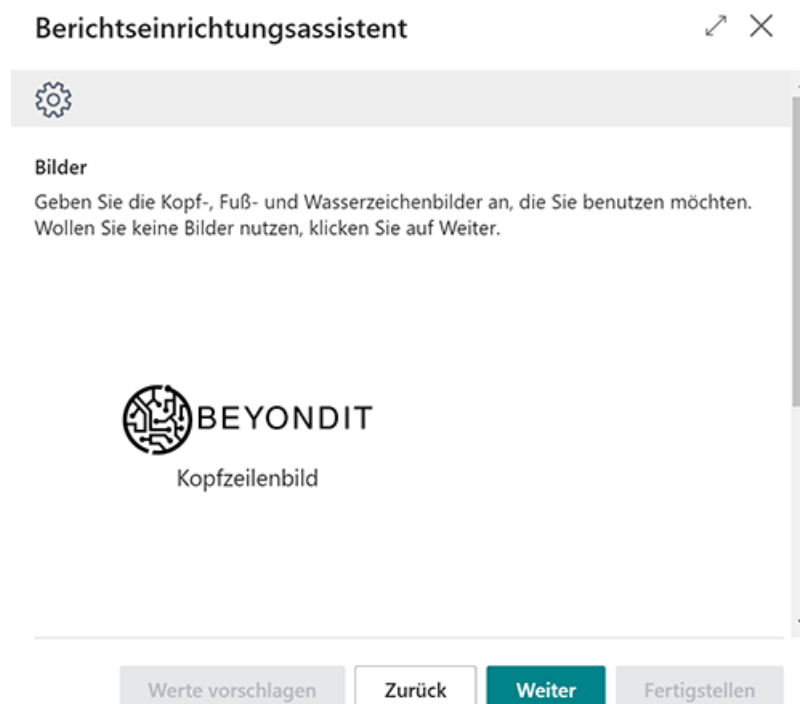 Berichtseinrichtungsassistent
Bilder
Geben Sie die Kopf-, Fuß- und Wasserzeichenbilder an, die Sie benutzen möchten.
Wollen Sie keine Bilder nutzen, klicken Sie auf Weiter.
BEYONDIT
Kopfzeilenbild
Werte vorschlagen Zurück Weiter Fertigstellen